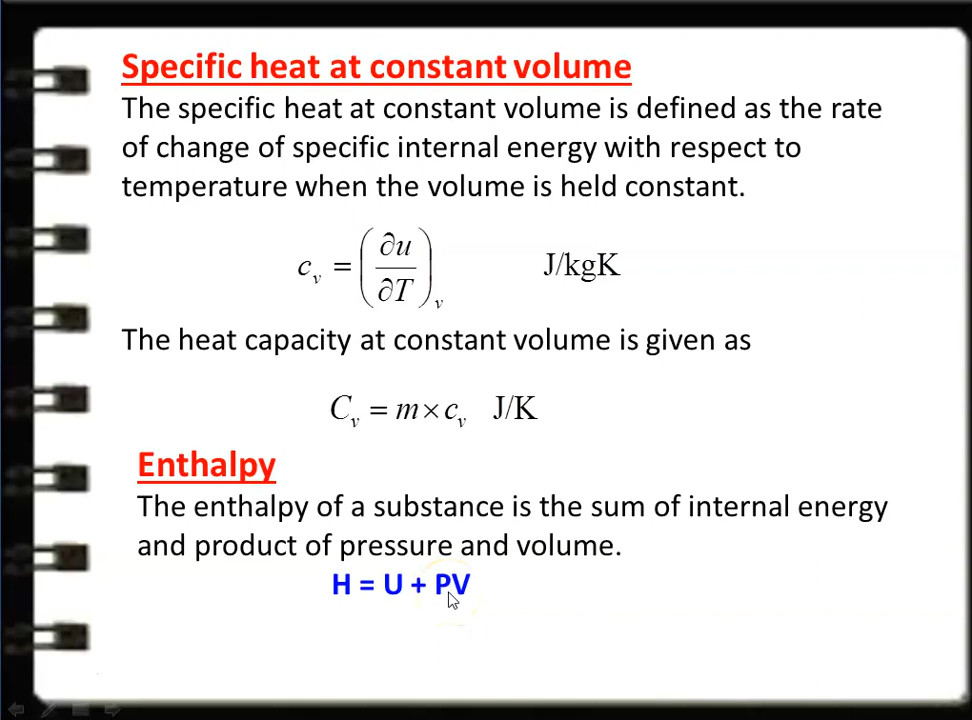 Specific heat at constant volume
The specific heat at constant volume is defined as the rate
of change of specific internal energy with respect to
temperature when the volume is held constant.
c_v = (∂u/∂T)_v J/kgK
The heat capacity at constant volume is given as
C_v = m × c_v J/K
Enthalpy
The enthalpy of a substance is the sum of internal energy
and product of pressure and volume.
H = U + PV